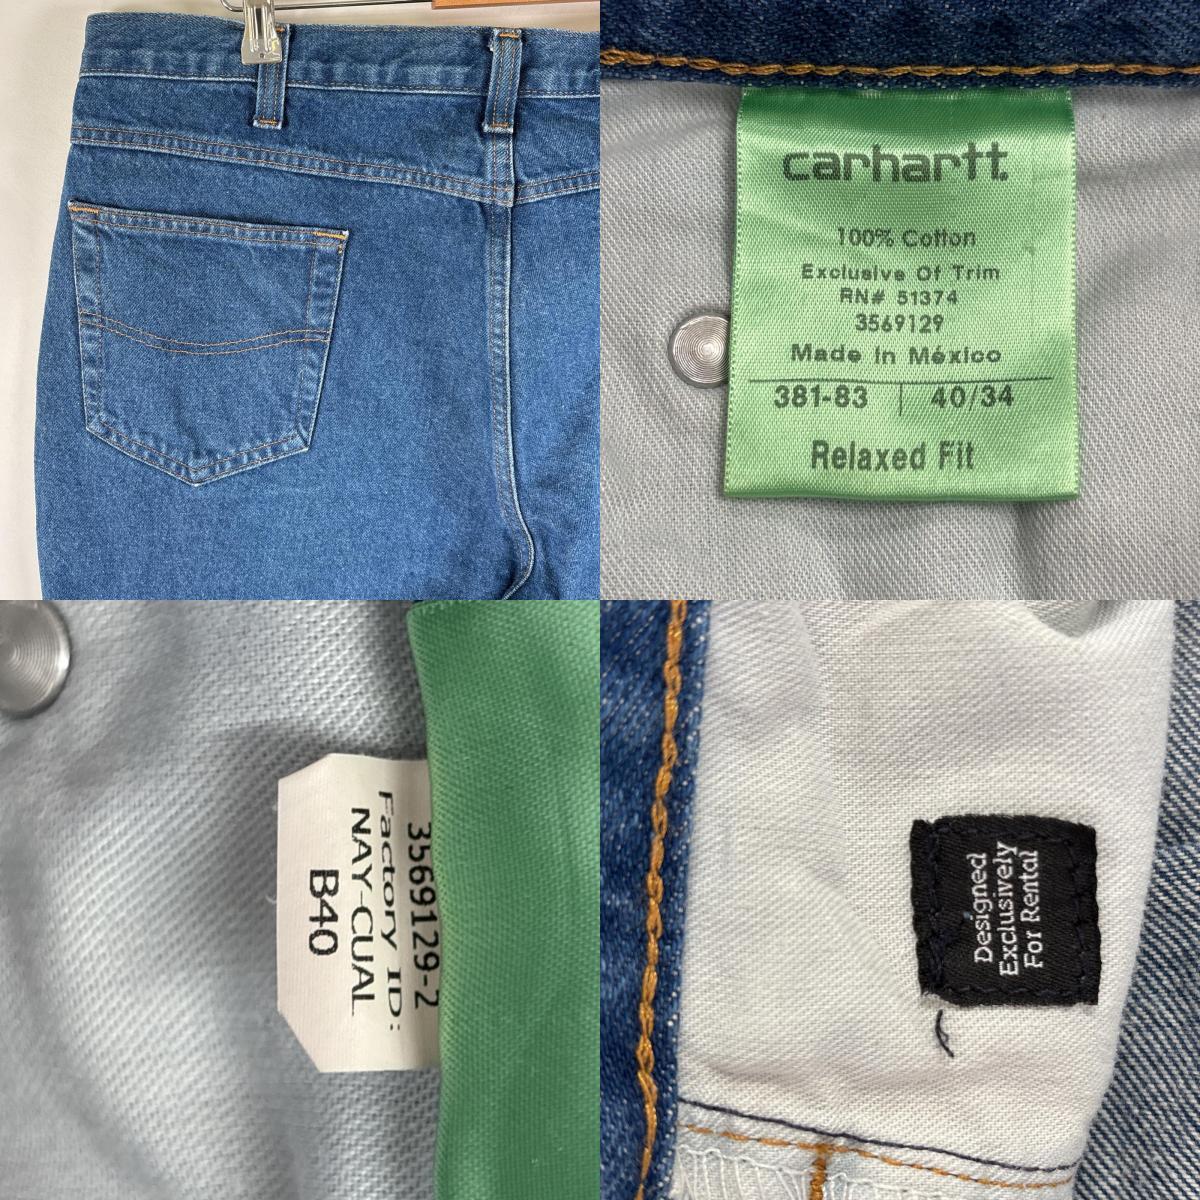 carhartt.
100% Cotton
Exclusive Of Trim
RN# 51374
3569129
Made In México
381-83 | 40/34
Relaxed Fit
3569129-2
Factory ID:
NAY-CUAL
B40
Designed
Exclusively
For Rental